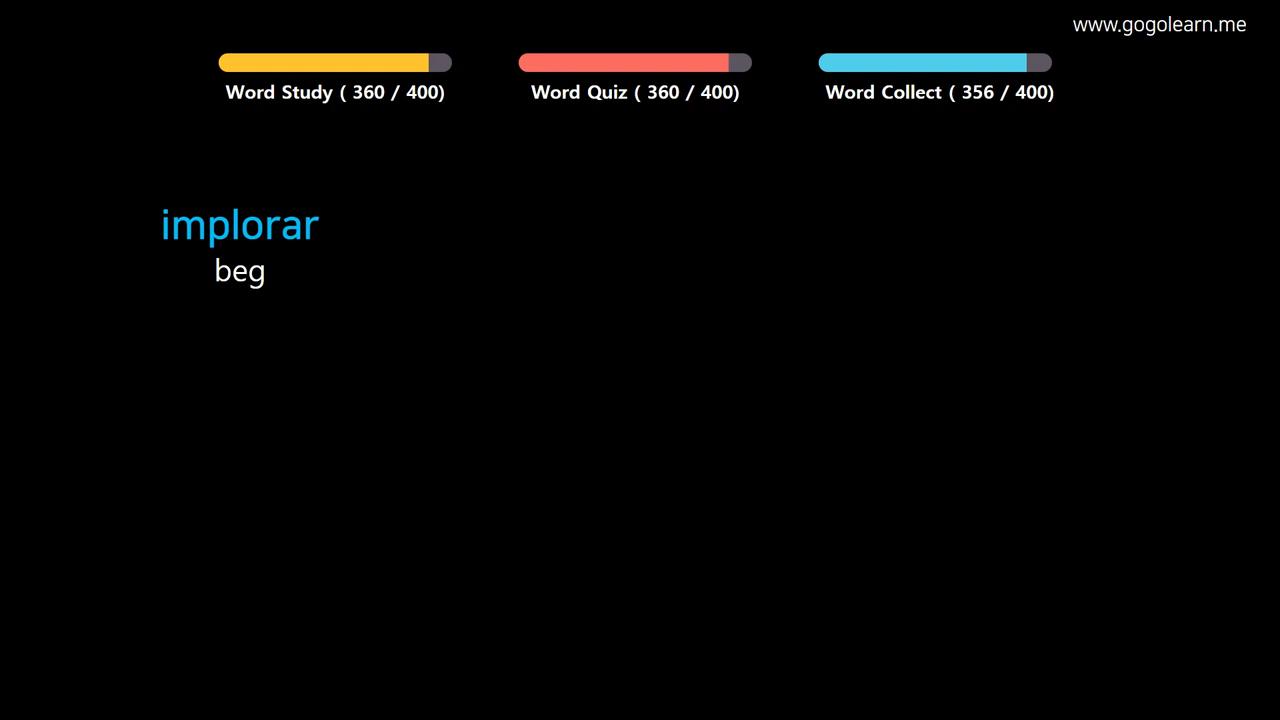 www.gogolearn.me
Word Study ( 360 / 400)
Word Quiz ( 360 / 400)
Word Collect ( 356 / 400)
implorar
beg